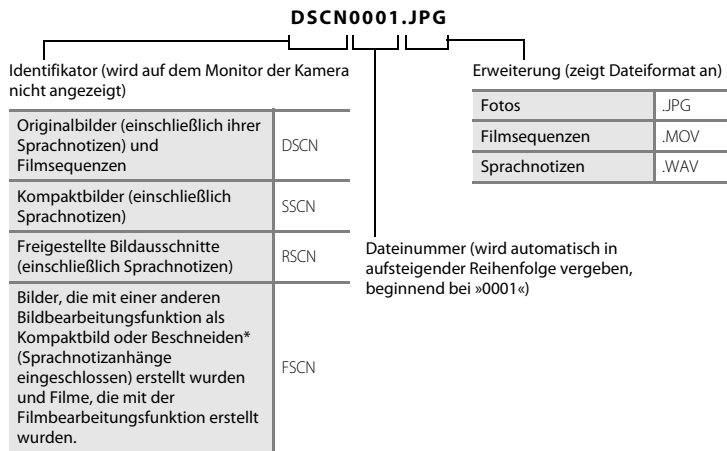 DSCN0001.JPG
Identifikator (wird auf dem Monitor der Kamera
nicht angezeigt)
Originalbilder (einschließlich ihrer
Sprachnotizen) und
Filmsequenzen
DSCN
Kompaktbilder (einschließlich
Sprachnotizen)
SSCN
Freigestellte Bildausschnitte
(einschließlich Sprachnotizen)
RSCN
Bilder, die mit einer anderen
Bildbearbeitungsfunktion als
Kompaktbild oder Beschneiden*
(Sprachnotizanhänge
eingeschlossen) erstellt wurden
und Filme, die mit der
Filmbearbeitungsfunktion erstellt
wurden.
FSCN
Dateinummer (wird automatisch in
aufsteigender Reihenfolge vergeben,
beginnend bei »0001«)
Erweiterung (zeigt Dateiformat an)
Fotos .JPG
Filmsequenzen .MOV
Sprachnotizen .WAV